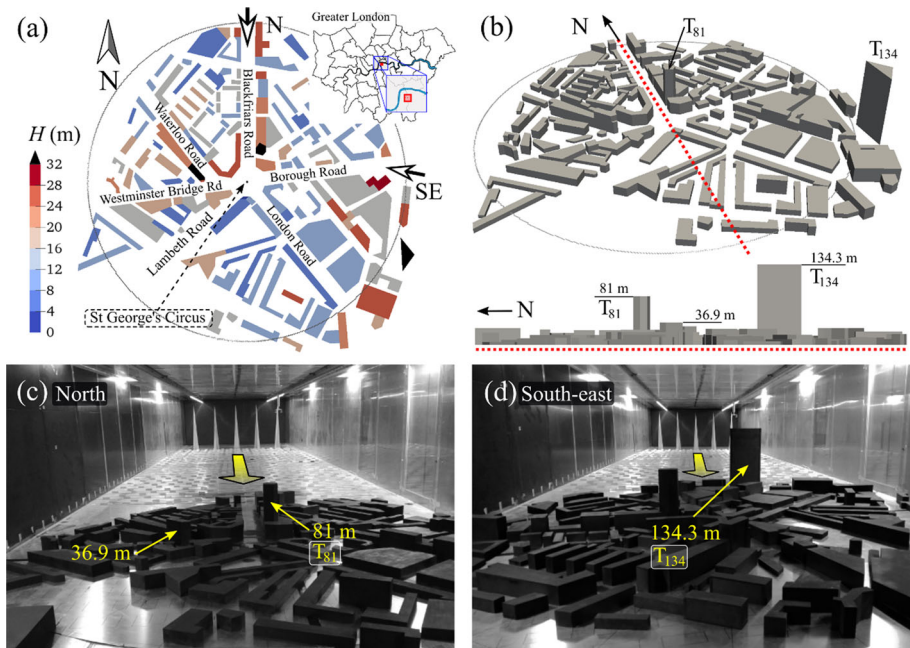 (a)
N
N
Greater London
H (m)
32
28
24
20
16
12
8
4
0
Blackfriars Road
Waterloo Road
Westminster Bridge Rd
Borough Road
SE
Lambeth Road
London Road
St George's Circus
(b)
N
T81
T134
134.3 m
T134
81 m
T81
36.9 m
N
(c) North
36.9 m
81 m
T81
(d) South-east
134.3 m
T134